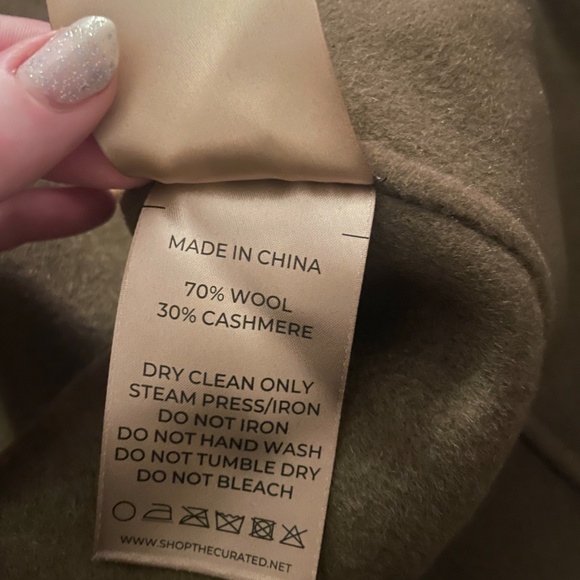 MADE IN CHINA
70% WOOL
30% CASHMERE
DRY CLEAN ONLY
STEAM PRESS/IRON
DO NOT IRON
DO NOT HAND WASH
DO NOT TUMBLE DRY
DO NOT BLEACH
WWW.SHOPTHECURATED.NET